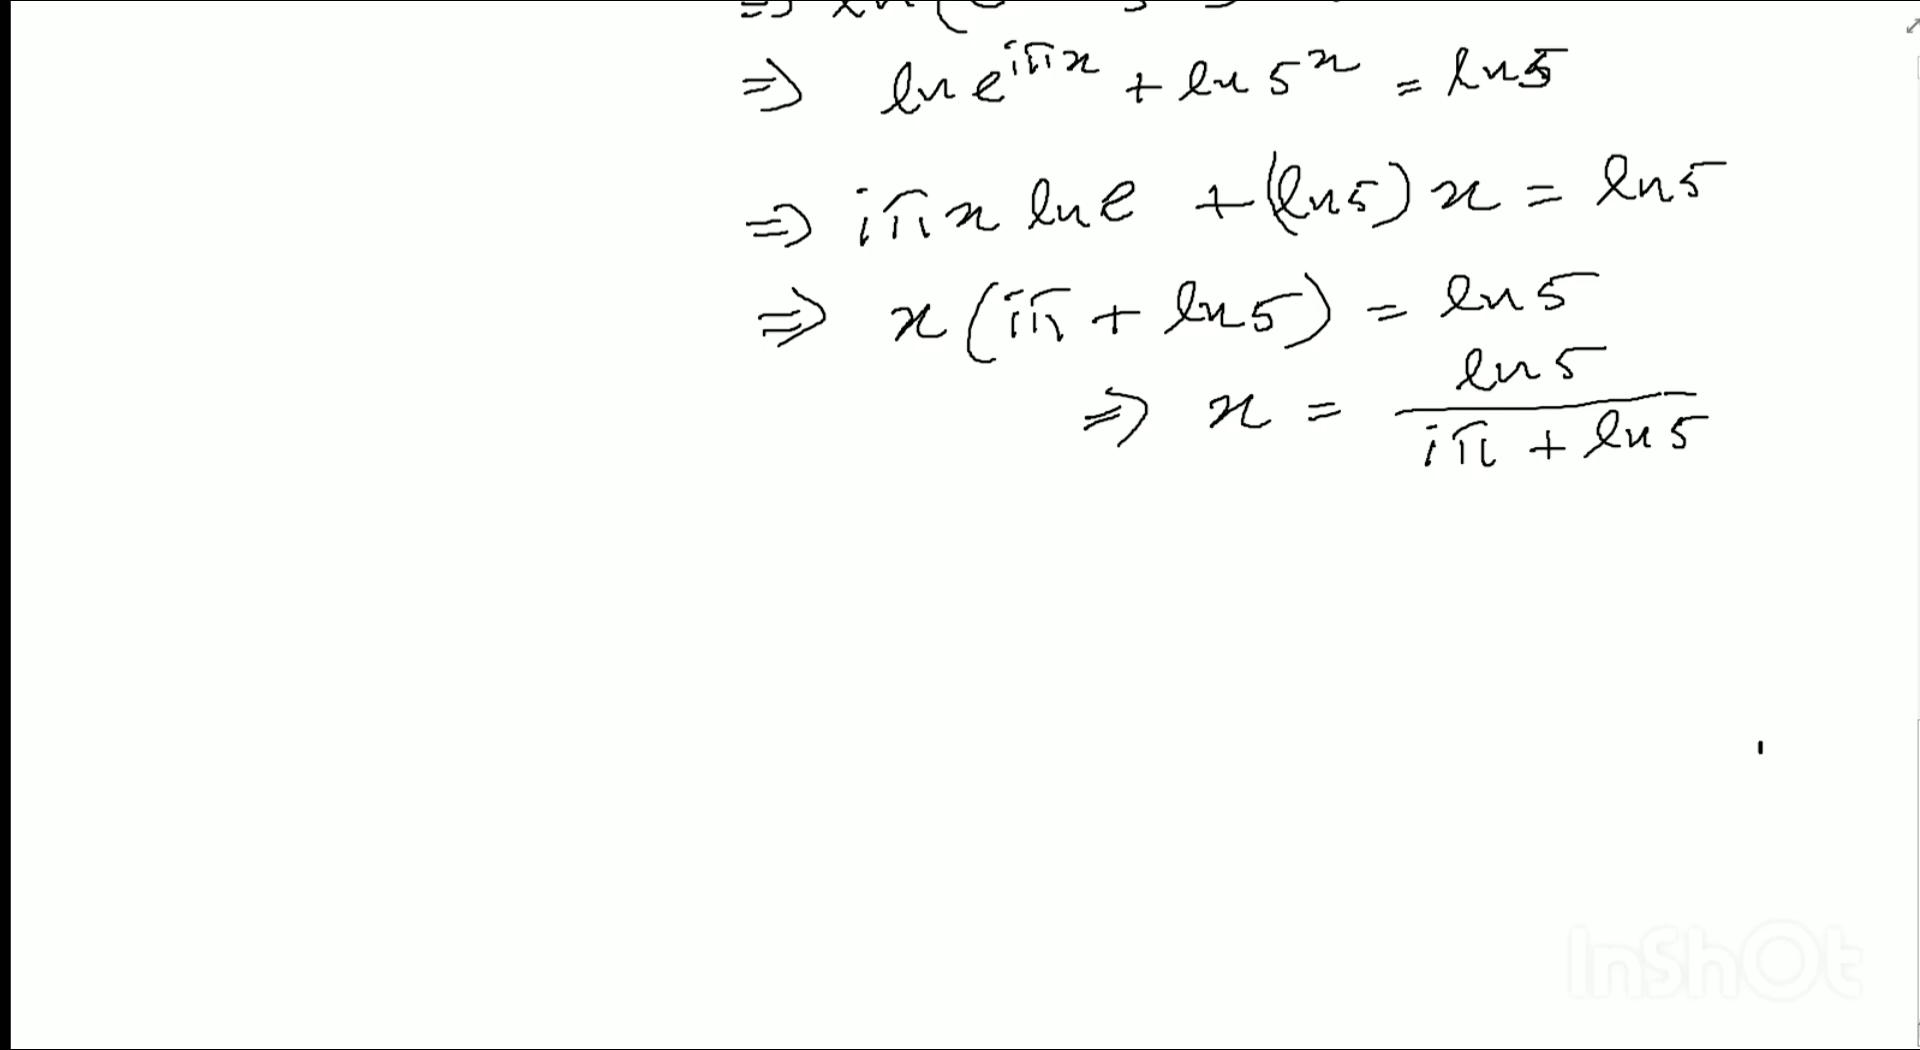 ⇒ ln e^{iπx} + ln 5^x = ln 5
⇒ iπx ln e + (ln 5) x = ln 5
⇒ x (iπ + ln 5) = ln 5
⇒ x = \frac{ln 5}{iπ + ln 5}
InShOt